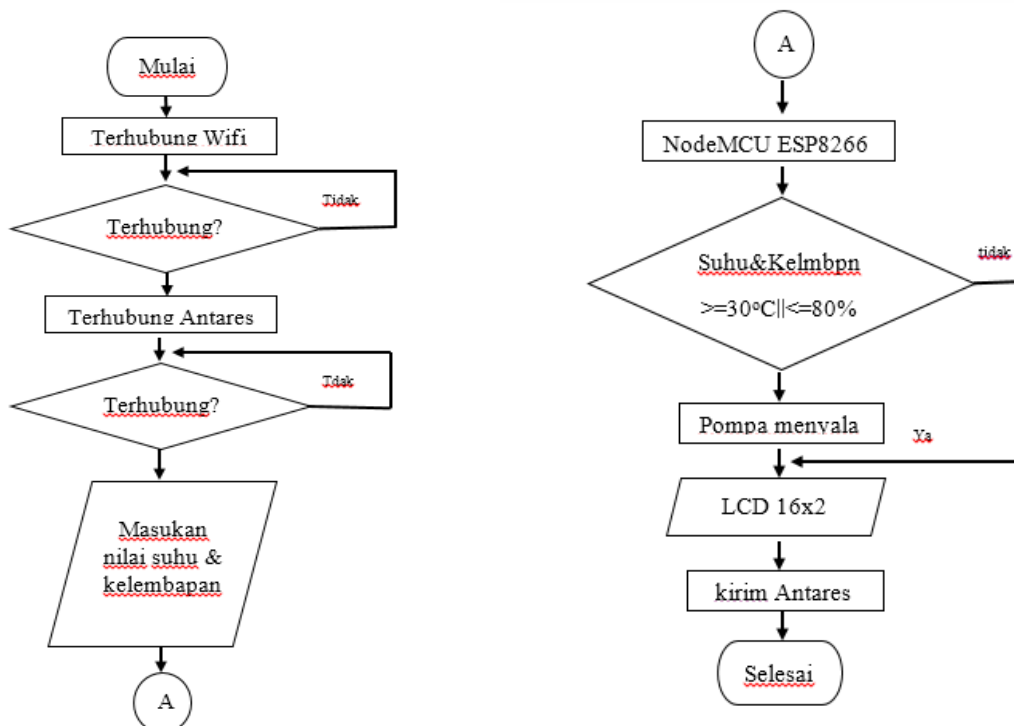 Mulai
Terhubung Wifi
Tidak
Terhubung?
Terhubung Antares
Tdak
Terhubung?
Masukan
nilai suhu &
kelembapan
A
A
NodeMCU ESP8266
Suhu&Kelmbpn
tidak
>=30°C||<=80%
Pompa menyala
Ya
LCD 16x2
kirim Antares
Selesai